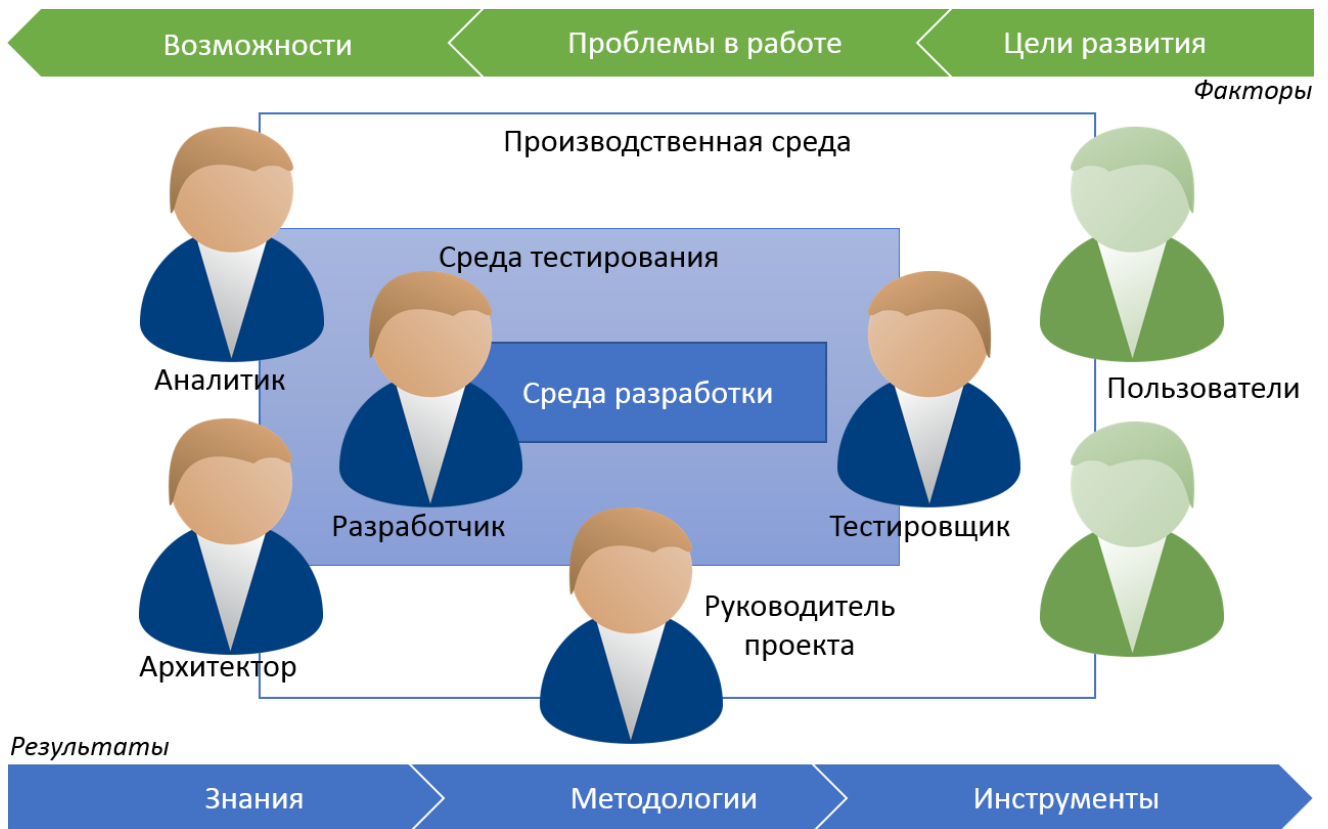 Возможности
Проблемы в работе
Цели развития
Факторы
Производственная среда
Среда тестирования
Аналитик
Среда разработки
Пользователи
Разработчик
Тестировщик
Руководитель
проекта
Архитектор
Результаты
Знания
Методологии
Инструменты